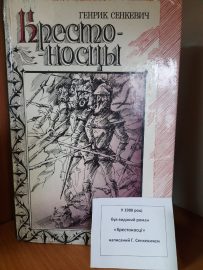 ГЕНРИК СЕНКЕВИЧ
Кресто-
носцы
У 1900 році
був виданий роман
«Хрестоносці»
написаний Г. Сенкевичем